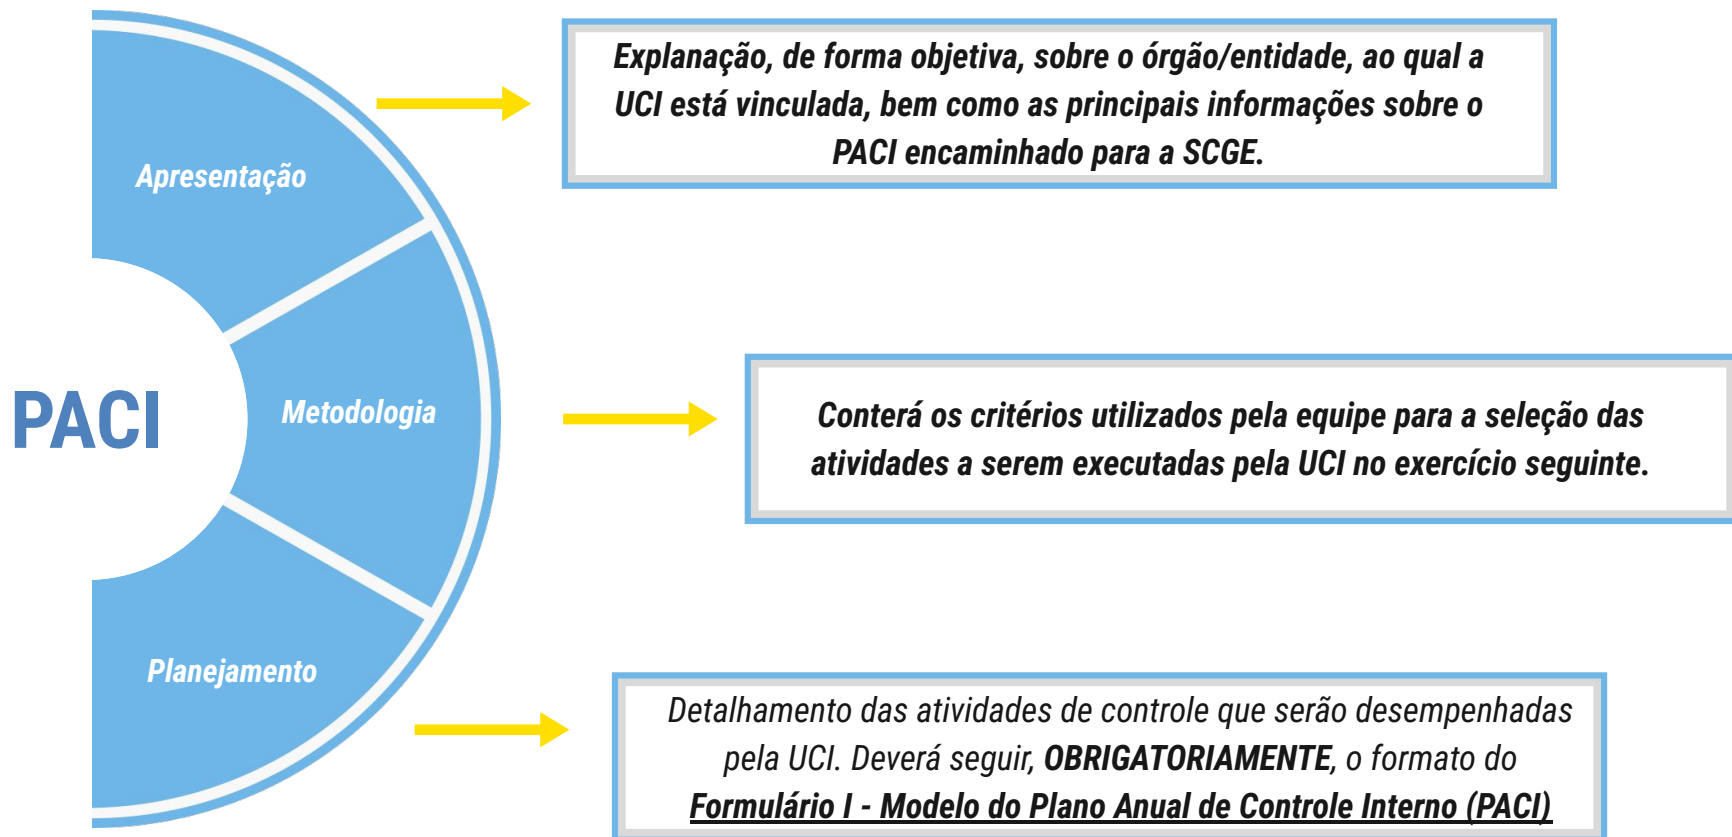 PACI
Apresentação
Explanação, de forma objetiva, sobre o órgão/entidade, ao qual a
UCI está vinculada, bem como as principais informações sobre o
PACI encaminhado para a SCGE.
Metodologia
Conterá os critérios utilizados pela equipe para a seleção das
atividades a serem executadas pela UCI no exercício seguinte.
Planejamento
Detalhamento das atividades de controle que serão desempenhadas
pela UCI. Deverá seguir, OBRIGATORIAMENTE, o formato do
Formulário I - Modelo do Plano Anual de Controle Interno (PACI)